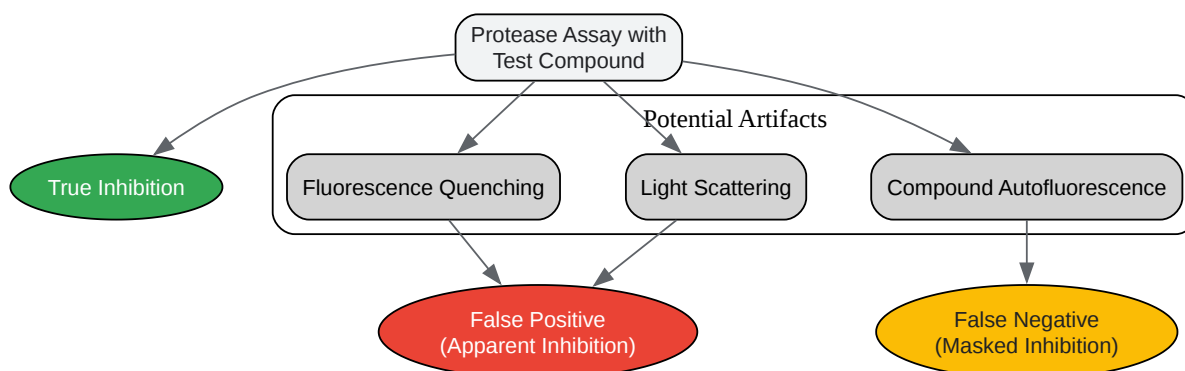 Protease Assay with
Test Compound
Potential Artifacts
True Inhibition
Fluorescence Quenching
Light Scattering
Compound Autofluorescence
False Positive
(Apparent Inhibition)
False Negative
(Masked Inhibition)